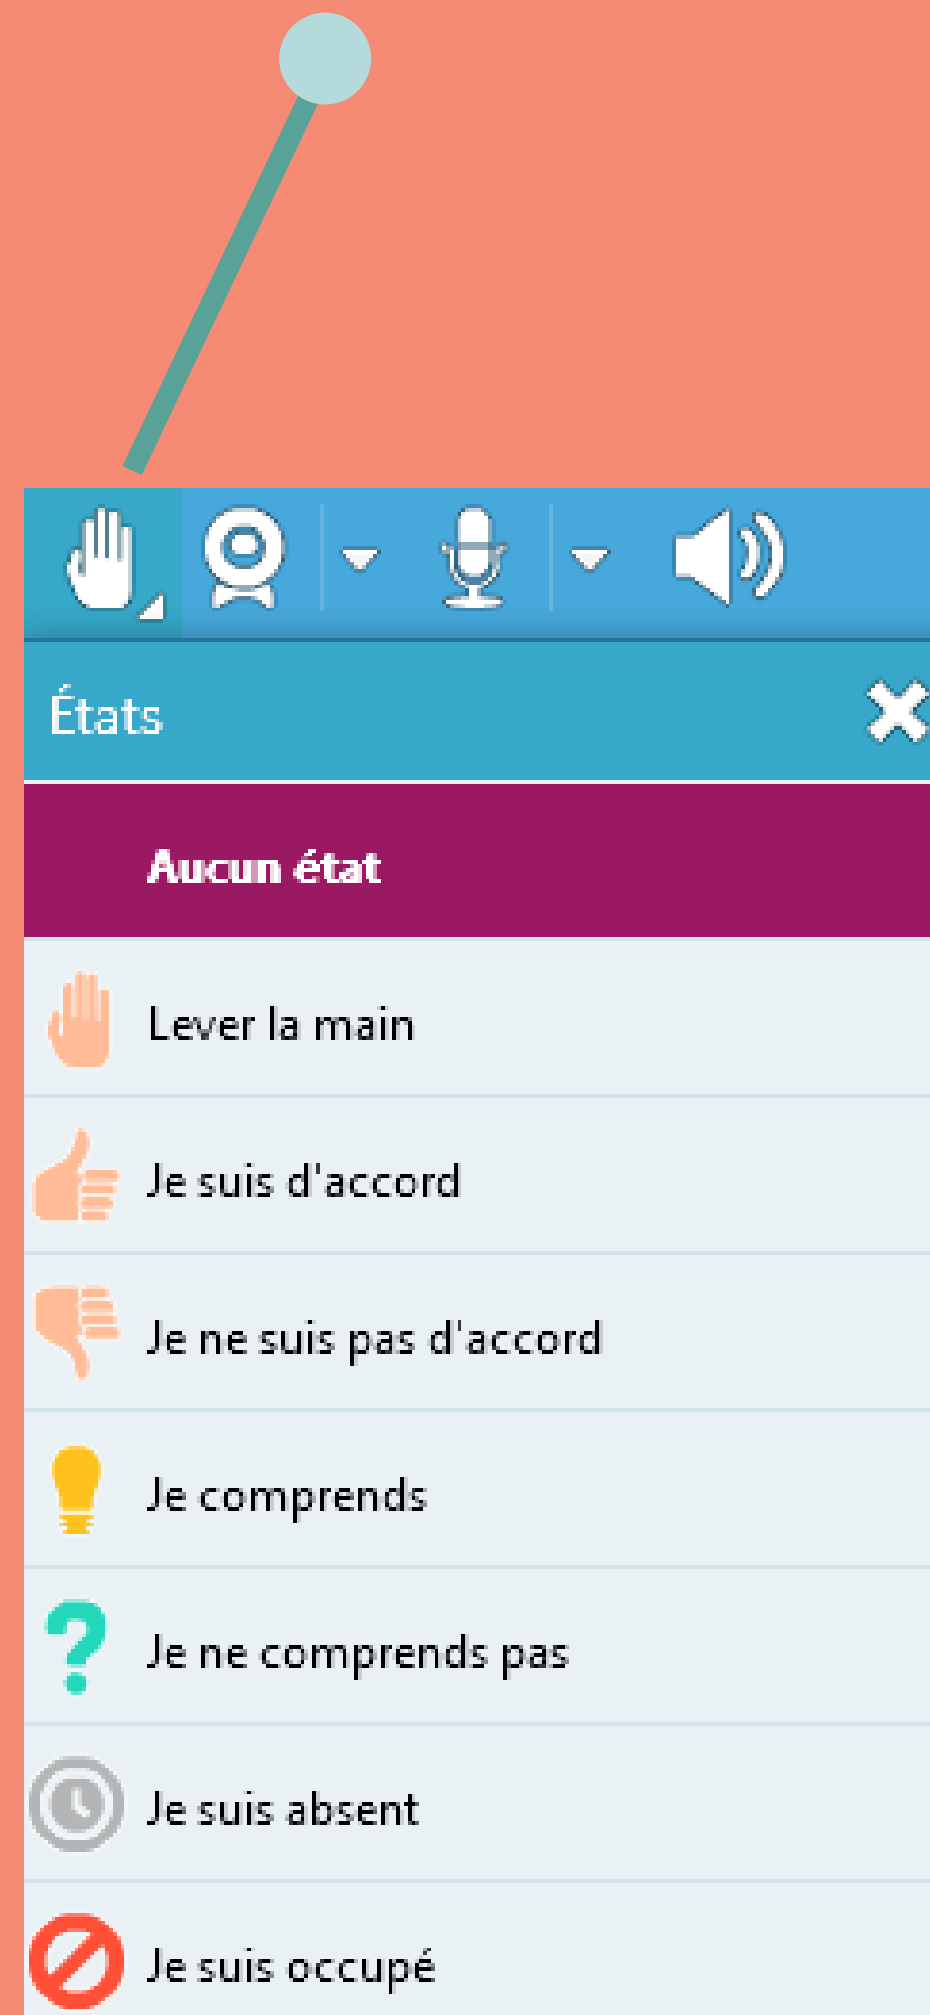 États
Aucun état
Lever la main
Je suis d'accord
Je ne suis pas d'accord
Je comprends
Je ne comprends pas
Je suis absent
Je suis occupé